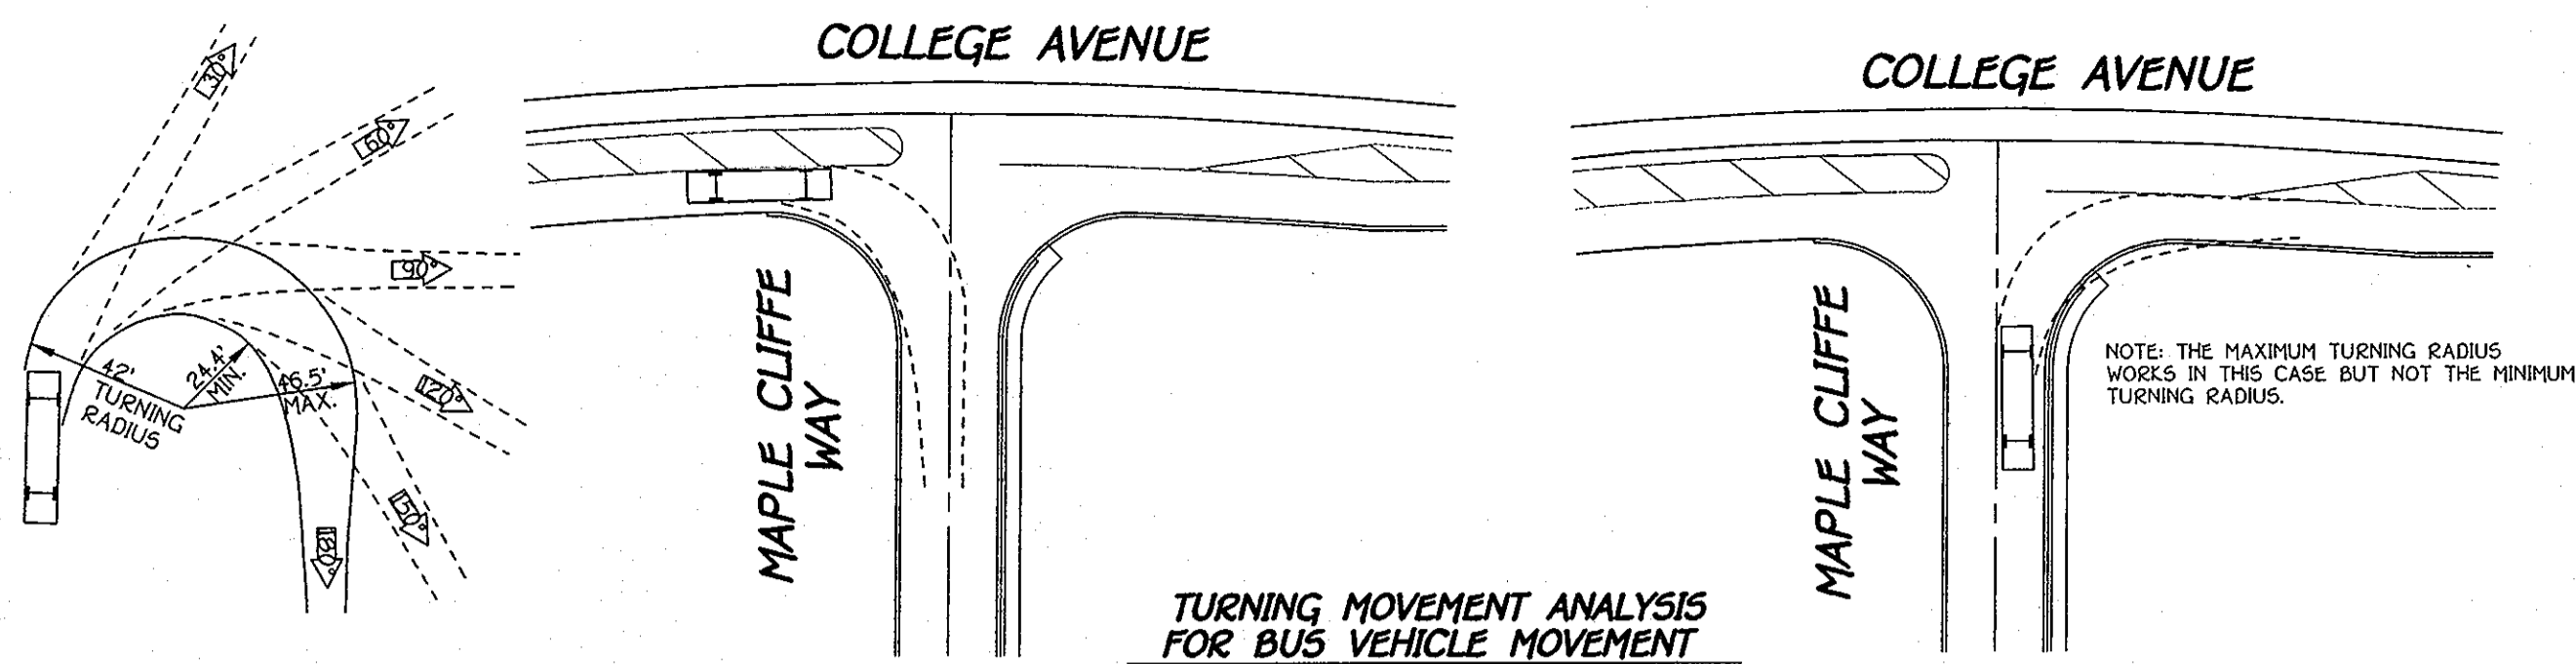 COLLEGE AVENUE
COLLEGE AVENUE
30°
60°
90°
120°
150°
180°
42'
TURNING
RADIUS
24.4'
MIN.
46.5'
MAX.
MAPLE CLIFFE
WAY
MAPLE CLIFFE
WAY
NOTE: THE MAXIMUM TURNING RADIUS
WORKS IN THIS CASE BUT NOT THE MINIMUM
TURNING RADIUS.
TURNING MOVEMENT ANALYSIS
FOR BUS VEHICLE MOVEMENT